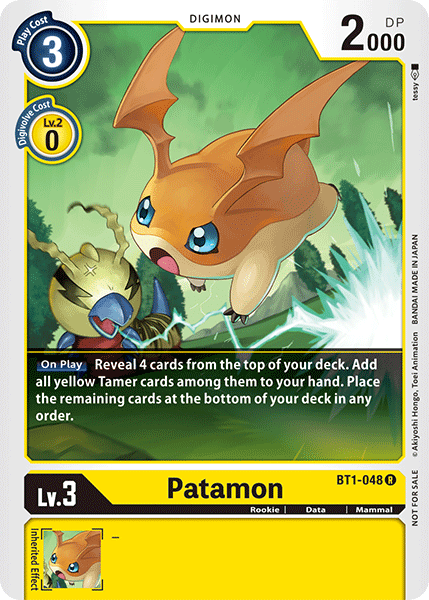 DIGIMON
Play Cost
3
DP
2000
Digivolve Cost
Lv.2
0
tessy
On Play Reveal 4 cards from the top of your deck. Add
all yellow Tamer cards among them to your hand. Place
the remaining cards at the bottom of your deck in any
order.
© Akiyoshi Hongo, Toei Animation BANDAI MADE IN JAPAN
NOT FOR SALE
Lv.3
Patamon
BT1-048 R
Rookie | Data | Mammal
Inherited Effect
–